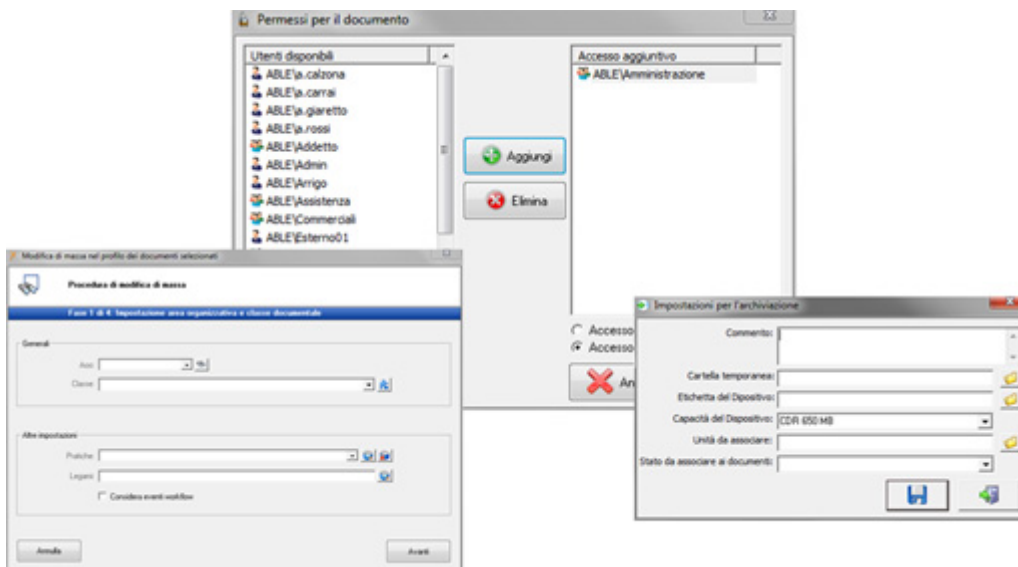 Permessi per il documento
Utenti disponibili
ABLE\a.calzona
ABLE\a.carrai
ABLE\a.giaretto
ABLE\a.rossi
ABLE\Addetto
ABLE\Admin
ABLE\Arrigo
ABLE\Assistenza
ABLE\Commerciali
ABLE\Esterno01
Aggiungi
Elimina
Accesso aggiuntivo
ABLE\Amministrazione
Accesso
Accesso
An
Modifica di massa nel profilo dei documenti selezionati
Procedura di modifica di massa
Fase 1 di 4: Impostazione area organizzativa e classe documentale
Generali
Aoo:
Classe:
Altre impostazioni
Pratiche:
Legami:
Considera eventi workflow
Annulla
Avanti
Impostazioni per l'archiviazione
Commento:
Cartella temporanea:
Etichetta del Dipositivo:
Capacità del Dispositivo: CDR 650 MB
Unità da associare:
Stato da associare ai documenti: